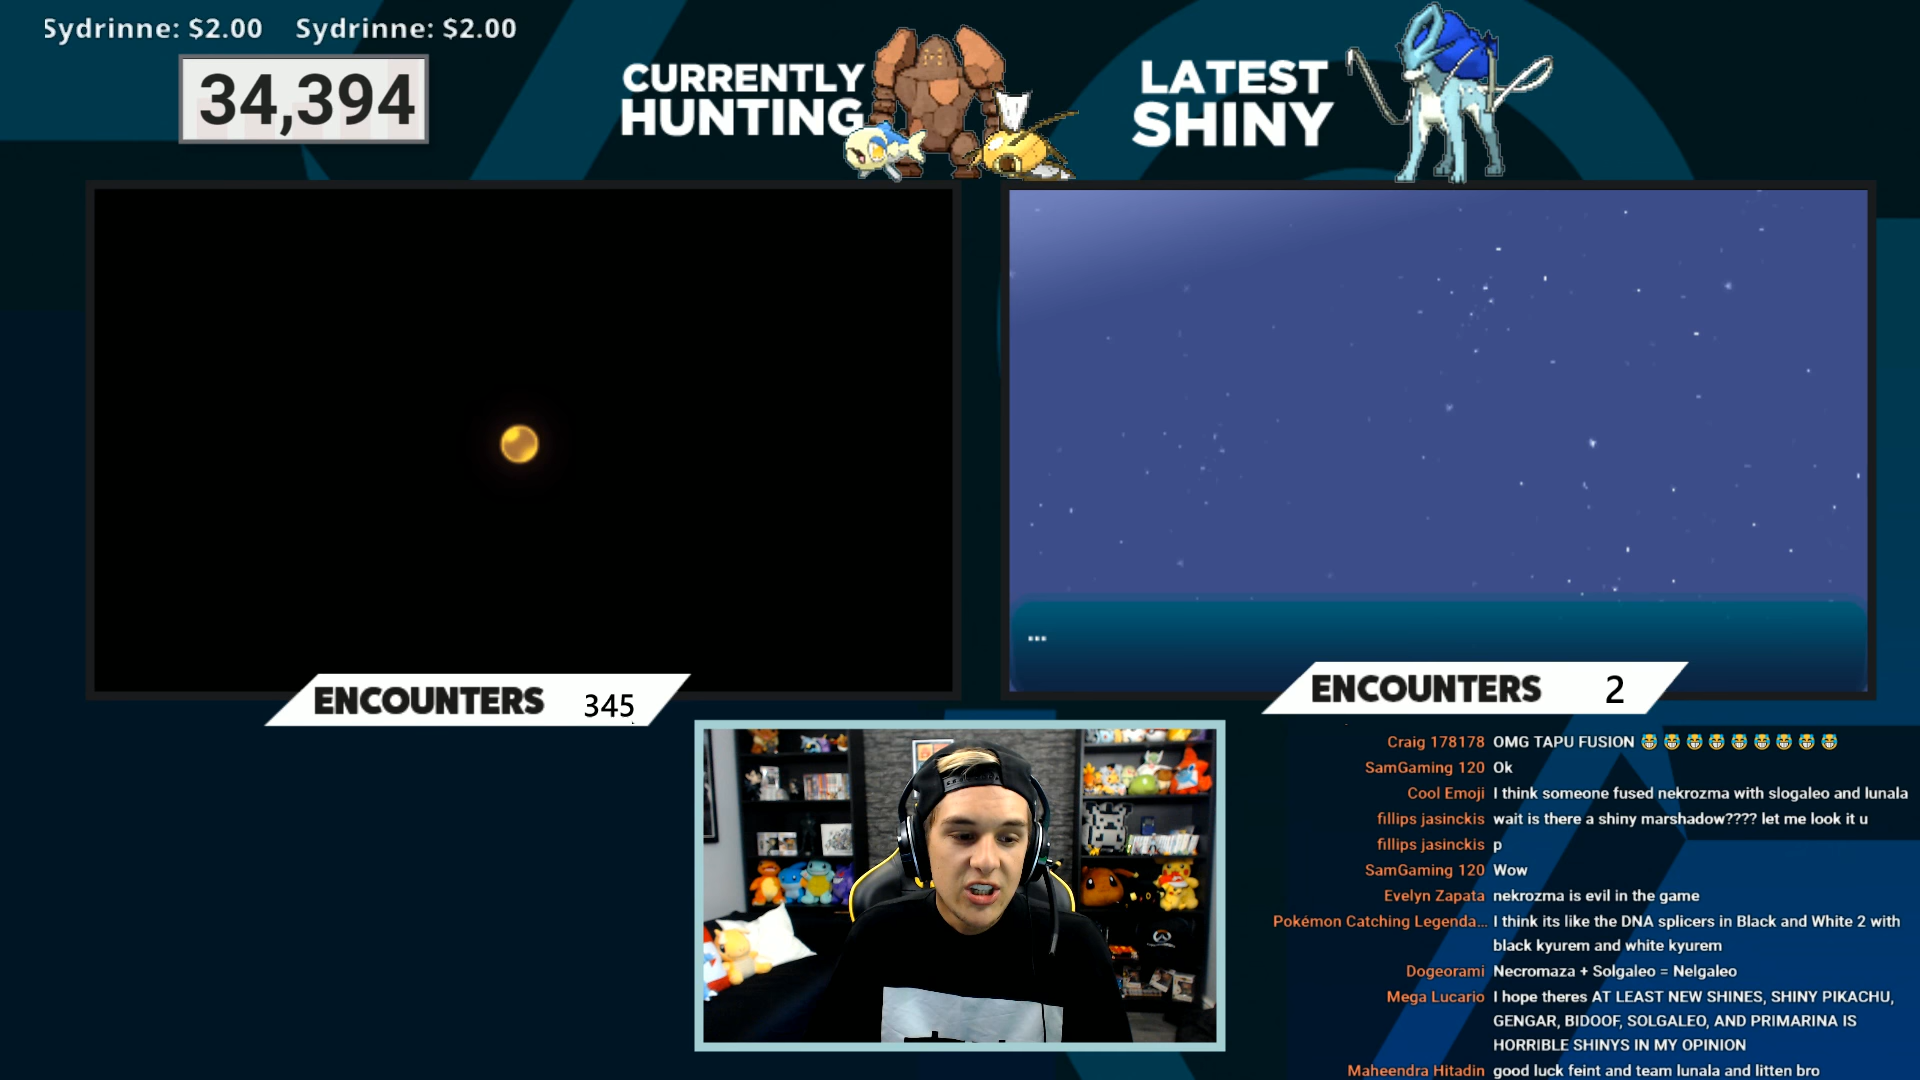 Sydrinne: $2.00 Sydrinne: $2.00
34,394
CURRENTLY
HUNTING
LATEST
SHINY
...
ENCOUNTERS 345
ENCOUNTERS 2
Craig 178178 OMG TAPU FUSION 😹 😹 😹 😹 😹 😹 😹 😹 😹
SamGaming 120 Ok
Cool Emoji I think someone fused nekrozma with slogaleo and lunala
fillips jasinckis wait is there a shiny marshadow???? let me look it u
fillips jasinckis p
SamGaming 120 Wow
Evelyn Zapata nekrozma is evil in the game
Pokémon Catching Legenda... I think its like the DNA splicers in Black and White 2 with
black kyurem and white kyurem
Dogeorami Necromaza + Solgaleo = Nelgaleo
Mega Lucario I hope theres AT LEAST NEW SHINES, SHINY PIKACHU,
GENGAR, BIDOOF, SOLGALEO, AND PRIMARINA IS
HORRIBLE SHINYS IN MY OPINION
Maheendra Hitadin good luck feint and team lunala and litten bro